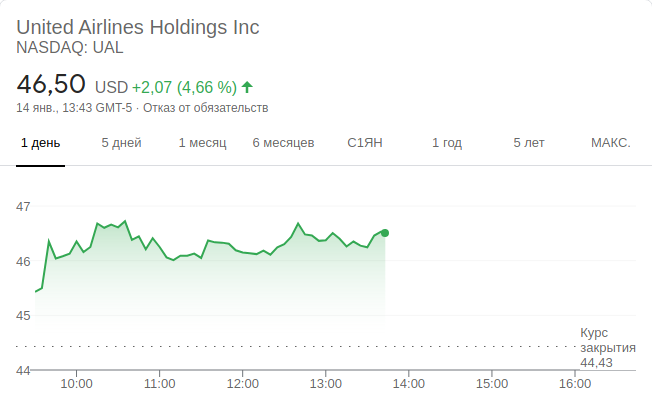 United Airlines Holdings Inc
NASDAQ: UAL
46,50 USD +2,07 (4,66 %)
14 янв., 13:43 GMT-5 · Отказ от обязательств
1 день 5 дней 1 месяц 6 месяцев С1ЯН 1 год 5 лет МАКС.
47
46
45
Курс
закрытия
44,43
44
10:00 11:00 12:00 13:00 14:00 15:00 16:00